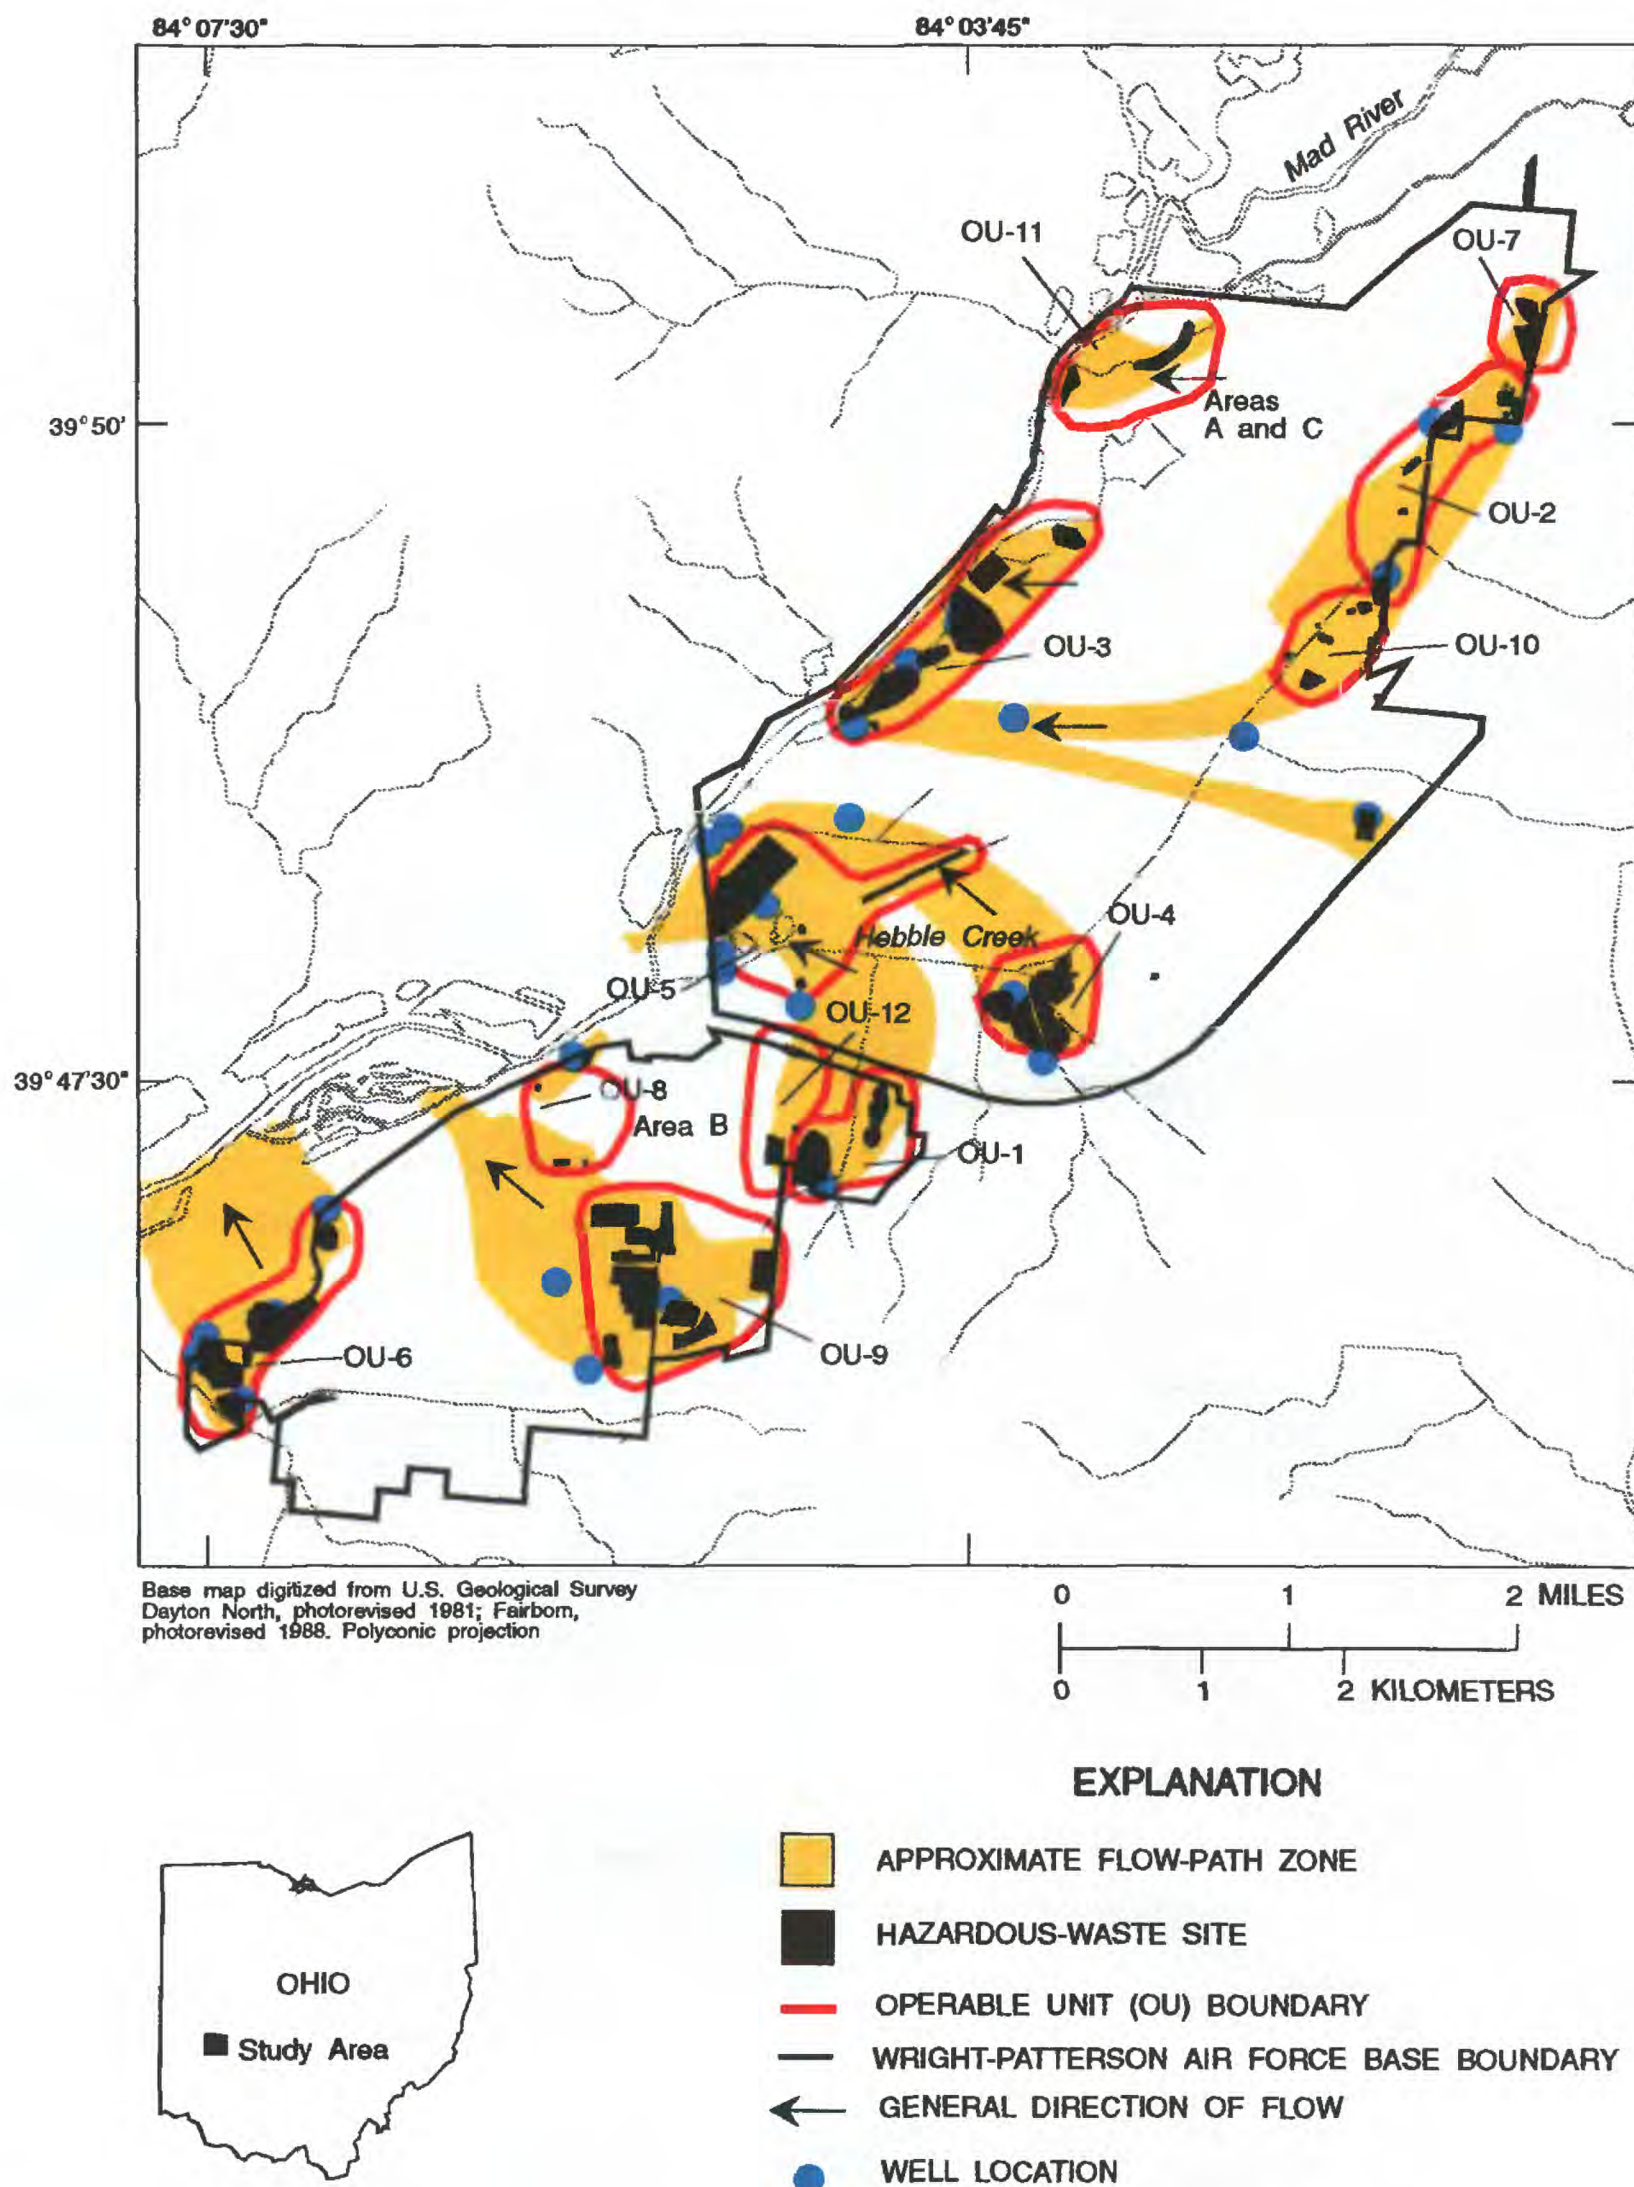 84° 07'30"
84° 03'45"
Mad River
OU-11
OU-7
39° 50'
Areas
A and C
OU-2
OU-3
OU-10
OU-4
Hebble Creek
OU-5
OU-12
39° 47'30"
OU-8
Area B
OU-1
OU-6
OU-9
Base map digitized from U.S. Geological Survey
Dayton North, photorevised 1981; Fairborn,
photorevised 1988. Polyconic projection
0 1 2 MILES
0 1 2 KILOMETERS
EXPLANATION
APPROXIMATE FLOW-PATH ZONE
HAZARDOUS-WASTE SITE
OPERABLE UNIT (OU) BOUNDARY
WRIGHT-PATTERSON AIR FORCE BASE BOUNDARY
GENERAL DIRECTION OF FLOW
WELL LOCATION
OHIO
Study Area